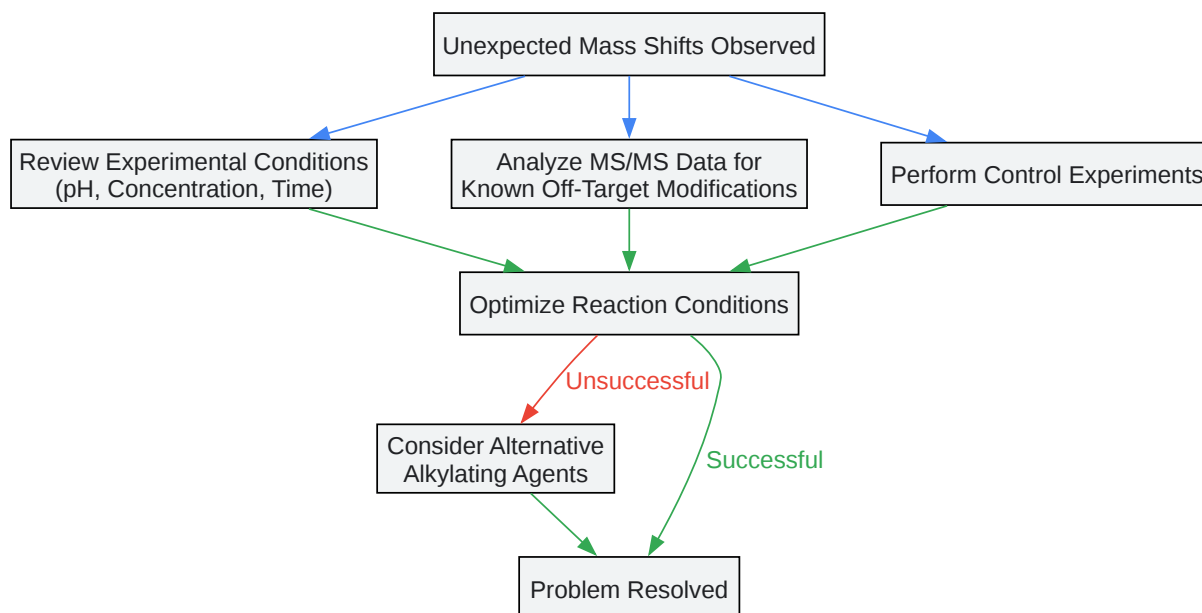 Unexpected Mass Shifts Observed
Review Experimental Conditions
(pH, Concentration, Time)
Analyze MS/MS Data for
Known Off-Target Modifications
Perform Control Experiments
Optimize Reaction Conditions
Unsuccessful
Consider Alternative
Alkylating Agents
Successful
Problem Resolved